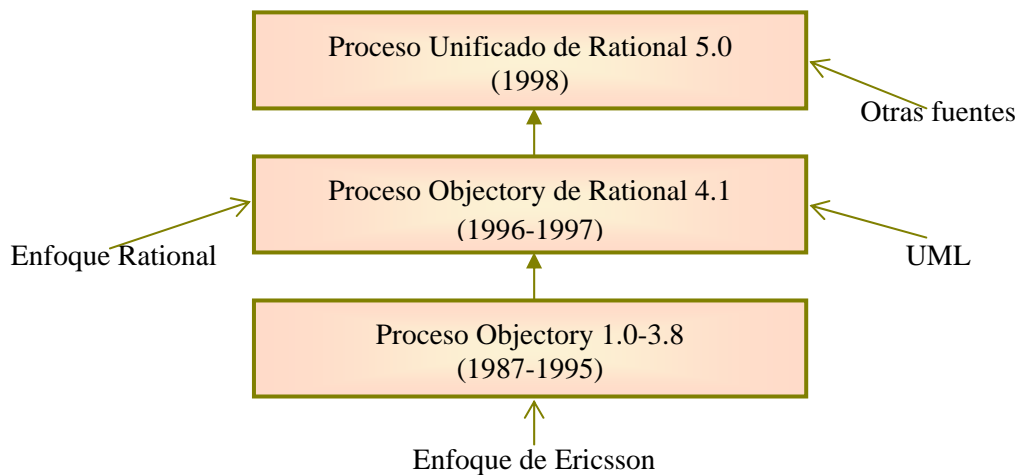 Proceso Unificado de Rational 5.0
(1998)
Otras fuentes
Proceso Objectory de Rational 4.1
(1996-1997)
Enfoque Rational
UML
Proceso Objectory 1.0-3.8
(1987-1995)
Enfoque de Ericsson